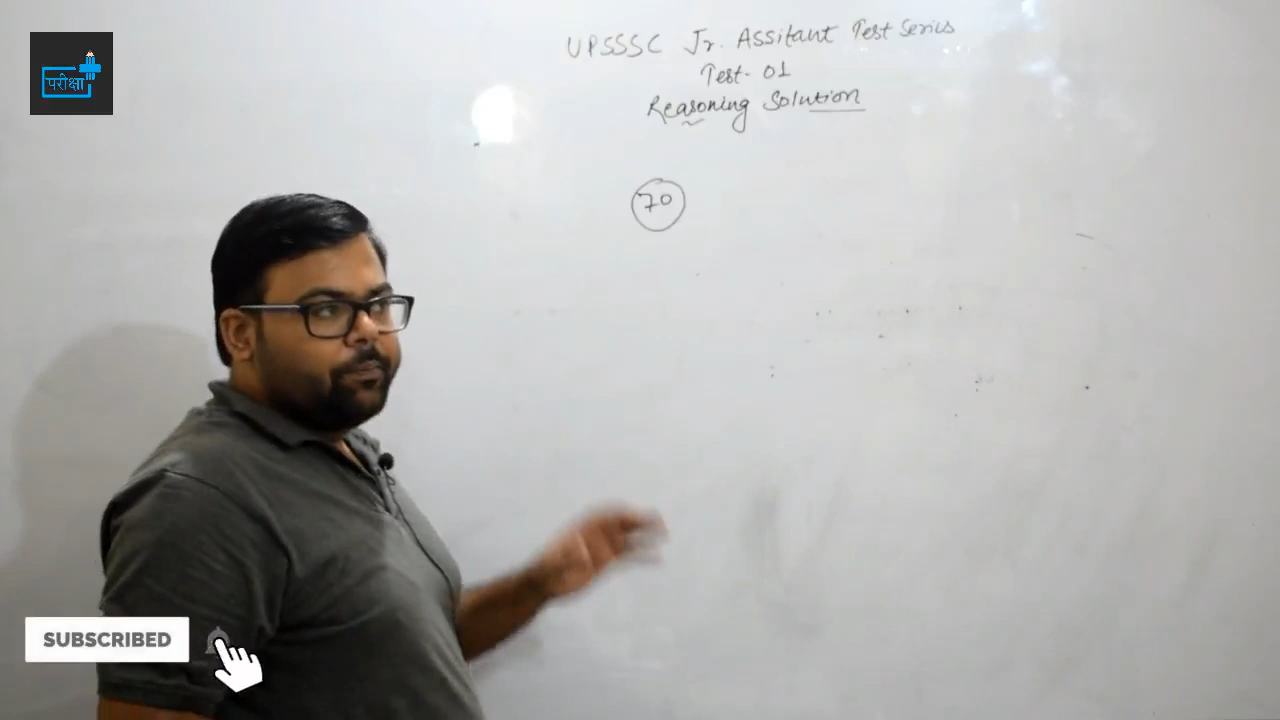 परीक्षा
UPSSSC Jr. Assitant Test Series
Test- 01
Reasoning Solution
70
SUBSCRIBED